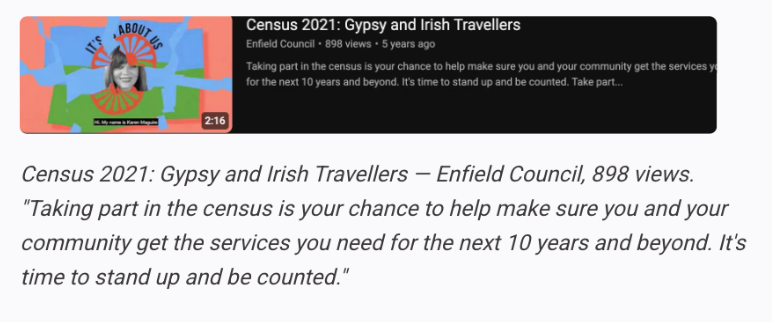 IT'S ABOUT US
Hi. My name is Karen Maguire
2:16
Census 2021: Gypsy and Irish Travellers
Enfield Council • 898 views • 5 years ago
Taking part in the census is your chance to help make sure you and your community get the services yo
for the next 10 years and beyond. It's time to stand up and be counted. Take part...
Census 2021: Gypsy and Irish Travellers — Enfield Council, 898 views.
"Taking part in the census is your chance to help make sure you and your
community get the services you need for the next 10 years and beyond. It's
time to stand up and be counted."